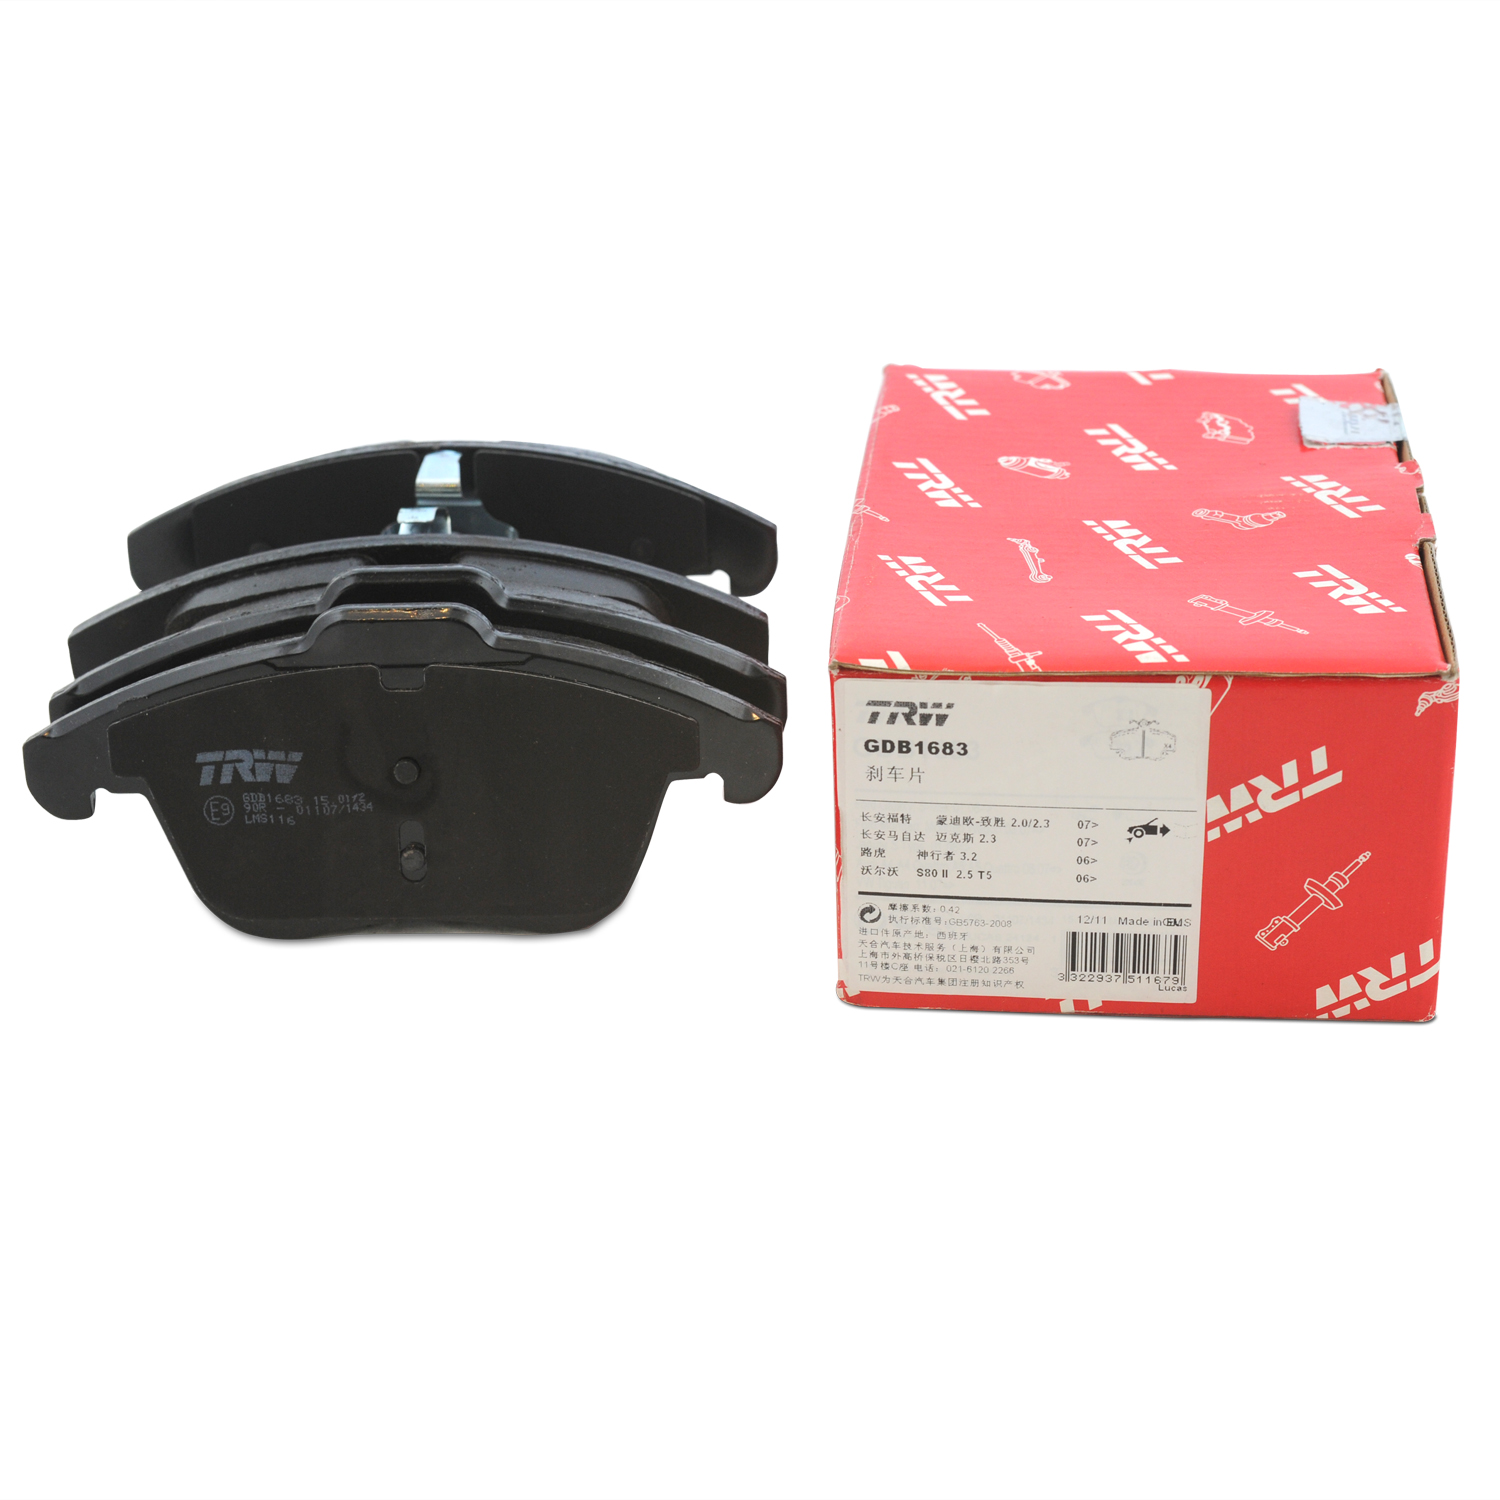 TRW
GDB1683 15 0172
90R - 01107/1434
E9
LMS116
TRW
TRW
TRW
TRW
TRW
TRW
TRW
TRW
TRW
TRW
TRW
GDB1683
刹车片
长安福特 蒙迪欧-致胜 2.0/2.3 07>
长安马自达 迈克斯 2.3 07>
路虎 神行者 3.2 06>
沃尔沃 S80 II 2.5 T5 06>
摩擦系数: 0.42
执行标准号:GB5763-2008
12/11 Made in
进口件原产地: 西班牙
天合汽车技术服务（上海）有限公司
上海市外高桥保税区日樱北路353号
11号楼C座 电话: 021-6120 2268
TRW为天合汽车集团注册知识产权
3 322937 511679
Lucas
TRW
TRW